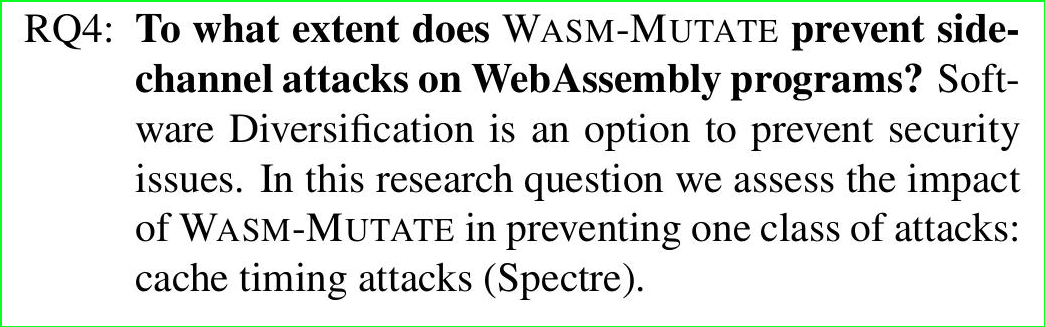 RQ4: To what extent does WASM-MUTATE prevent side-
channel attacks on WebAssembly programs? Soft-
ware Diversification is an option to prevent security
issues. In this research question we assess the impact
of WASM-MUTATE in preventing one class of attacks:
cache timing attacks (Spectre).